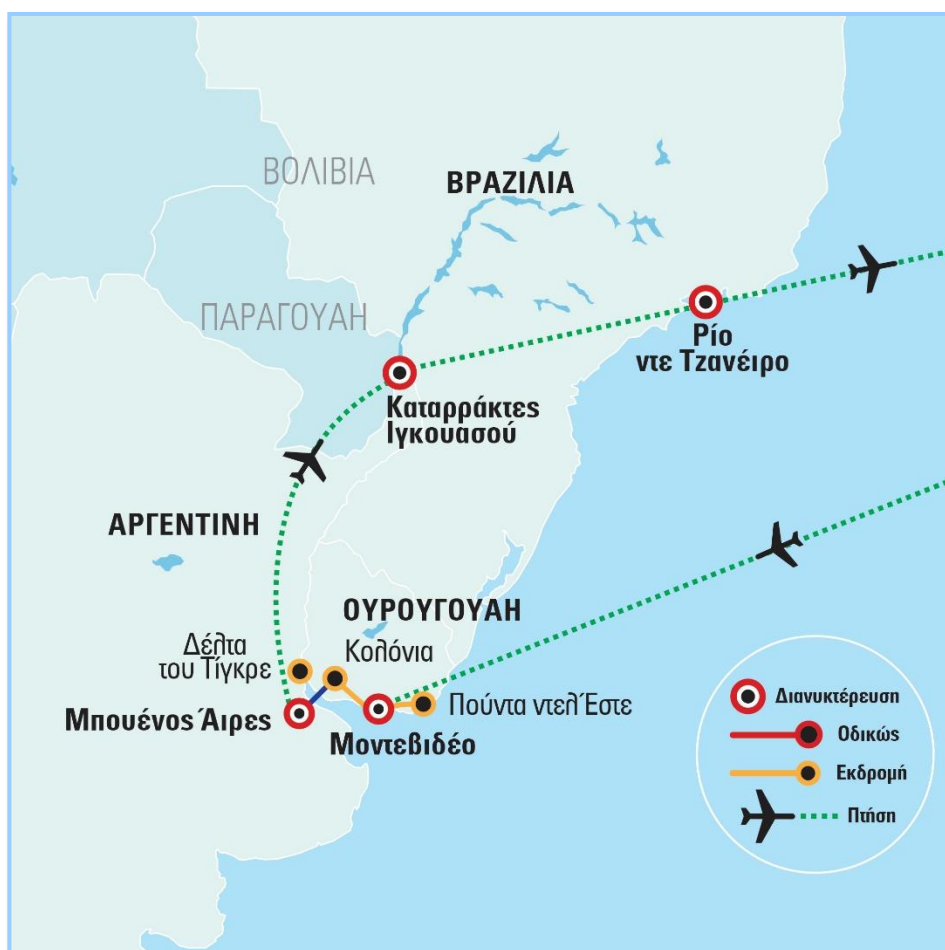 ΒΟΛΙΒΙΑ
ΒΡΑΖΙΛΙΑ
ΠΑΡΑΓΟΥΑΗ
Ρίο
ντε Τζανέιρο
Καταρράκτες
Ιγκουασού
ΑΡΓΕΝΤΙΝΗ
ΟΥΡΟΥΓΟΥΑΗ
Δέλτα
του Τίγκρε
Κολόνια
Πούντα ντελ Έστε
Μπουένος Άιρες
Μοντεβιδέο
Διανυκτέρευση
Οδικώς
Εκδρομή
Πτήση